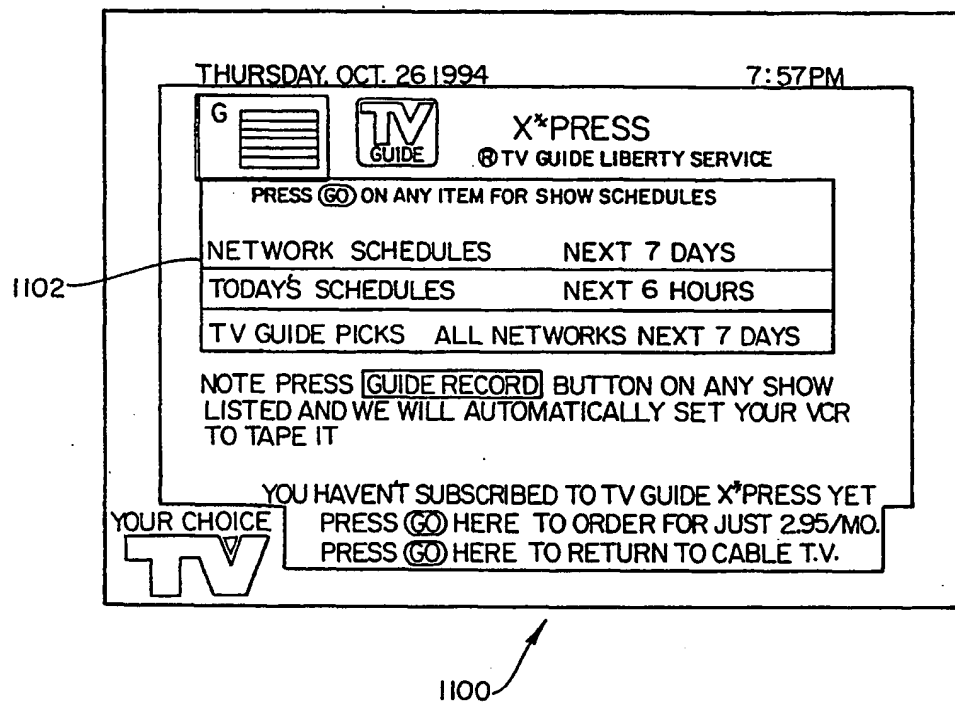 THURSDAY, OCT. 26 1994 7:57PM
G
TV
GUIDE
X*PRESS
® TV GUIDE LIBERTY SERVICE
PRESS GO ON ANY ITEM FOR SHOW SCHEDULES
NETWORK SCHEDULES NEXT 7 DAYS
1102
TODAY'S SCHEDULES NEXT 6 HOURS
TV GUIDE PICKS ALL NETWORKS NEXT 7 DAYS
NOTE PRESS GUIDE RECORD BUTTON ON ANY SHOW
LISTED AND WE WILL AUTOMATICALLY SET YOUR VCR
TO TAPE IT
YOU HAVEN'T SUBSCRIBED TO TV GUIDE X*PRESS YET
YOUR CHOICE
TV
PRESS GO HERE TO ORDER FOR JUST 2.95/MO.
PRESS GO HERE TO RETURN TO CABLE T.V.
1100